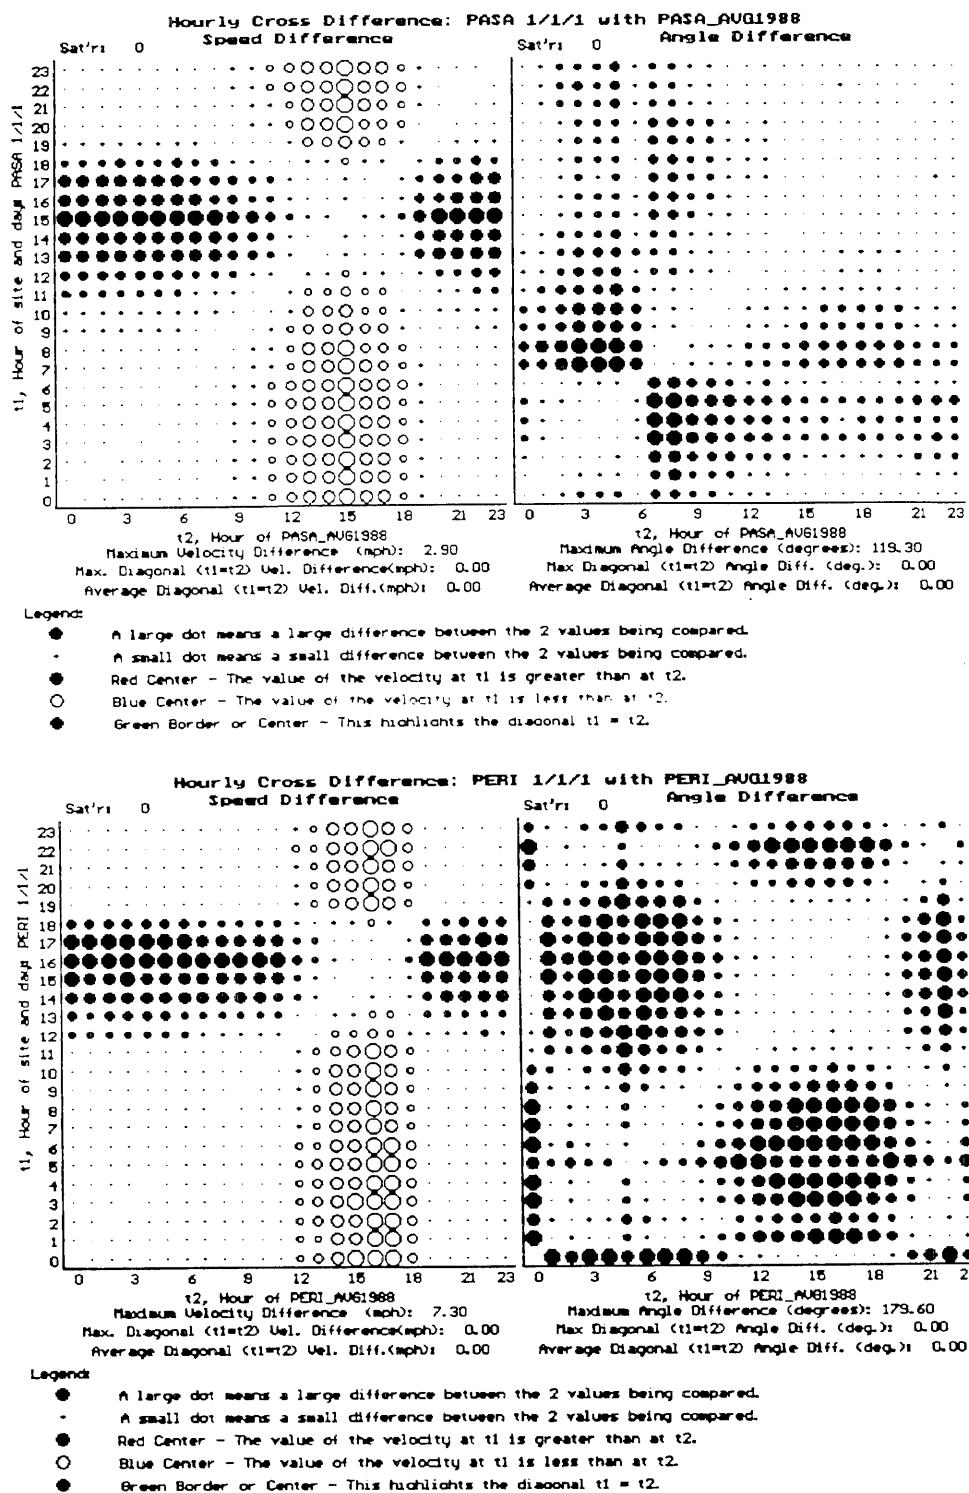 Hourly Cross Difference: PASA 1/1/1 with PASA_AVG1988
Speed Difference
Angle Difference
Sat'r: 0
Sat'r: 0
t1, Hour of site and days PASA 1/1/1
23
22
21
20
19
18
17
16
15
14
13
12
11
10
9
8
7
6
5
4
3
2
1
0
0 3 6 9 12 15 18 21 23
0 3 6 9 12 15 18 21 23
t2, Hour of PASA_AVG1988
t2, Hour of PASA_AVG1988
Maximum Velocity Difference (mph): 2.90
Maximum Angle Difference (degrees): 119.30
Max. Diagonal (t1=t2) Vel. Difference(mph): 0.00
Max Diagonal (t1=t2) Angle Diff. (deg.): 0.00
Average Diagonal (t1=t2) Vel. Diff.(mph): 0.00
Average Diagonal (t1=t2) Angle Diff. (deg.): 0.00
Legend:
A large dot means a large difference between the 2 values being compared.
A small dot means a small difference between the 2 values being compared.
Red Center - The value of the velocity at t1 is greater than at t2.
Blue Center - The value of the velocity at t1 is less than at t2.
Green Border or Center - This highlights the diagonal t1 = t2.
Hourly Cross Difference: PERI 1/1/1 with PERI_AVG1988
Speed Difference
Angle Difference
Sat'r: 0
Sat'r: 0
t1, Hour of site and days PERI 1/1/1
23
22
21
20
19
18
17
16
15
14
13
12
11
10
9
8
7
6
5
4
3
2
1
0
0 3 6 9 12 15 18 21 23
0 3 6 9 12 15 18 21 2
t2, Hour of PERI_AVG1988
t2, Hour of PERI_AVG1988
Maximum Velocity Difference (mph): 7.30
Maximum Angle Difference (degrees): 179.60
Max. Diagonal (t1=t2) Vel. Difference(mph): 0.00
Max Diagonal (t1=t2) Angle Diff. (deg.): 0.00
Average Diagonal (t1=t2) Vel. Diff.(mph): 0.00
Average Diagonal (t1=t2) Angle Diff. (deg.): 0.00
Legend:
A large dot means a large difference between the 2 values being compared.
A small dot means a small difference between the 2 values being compared.
Red Center - The value of the velocity at t1 is greater than at t2.
Blue Center - The value of the velocity at t1 is less than at t2.
Green Border or Center - This highlights the diagonal t1 = t2.